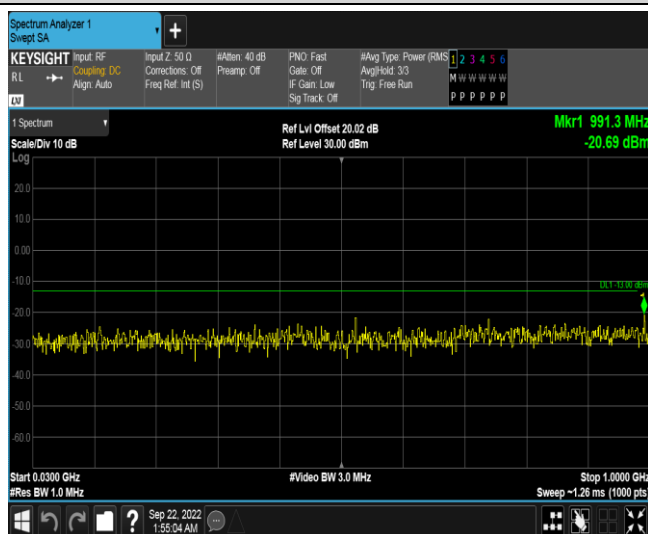 Spectrum Analyzer 1
Swept SA
KEYSIGHT
RL
LXI
Input: RF
Coupling: DC
Align: Auto
Input Z: 50 Ω
Corrections: Off
Freq Ref: Int (S)
#Atten: 40 dB
Preamp: Off
PNO: Fast
Gate: Off
IF Gain: Low
Sig Track: Off
#Avg Type: Power (RMS
Avg|Hold: 3/3
Trig: Free Run
1 2 3 4 5 6
M W W W W W
P P P P P P
1 Spectrum
Scale/Div 10 dB
Ref Lvl Offset 20.02 dB
Ref Level 30.00 dBm
Mkr1 991.3 MHz
-20.69 dBm
Log
20.0
10.0
0.00
-10.0
DL1 -13.00 dBm
-20.0
-30.0
-40.0
-50.0
-60.0
Start 0.0300 GHz
#Res BW 1.0 MHz
#Video BW 3.0 MHz
Stop 1.0000 GHz
Sweep ~1.26 ms (1000 pts)
?
Sep 22, 2022
1:55:04 AM